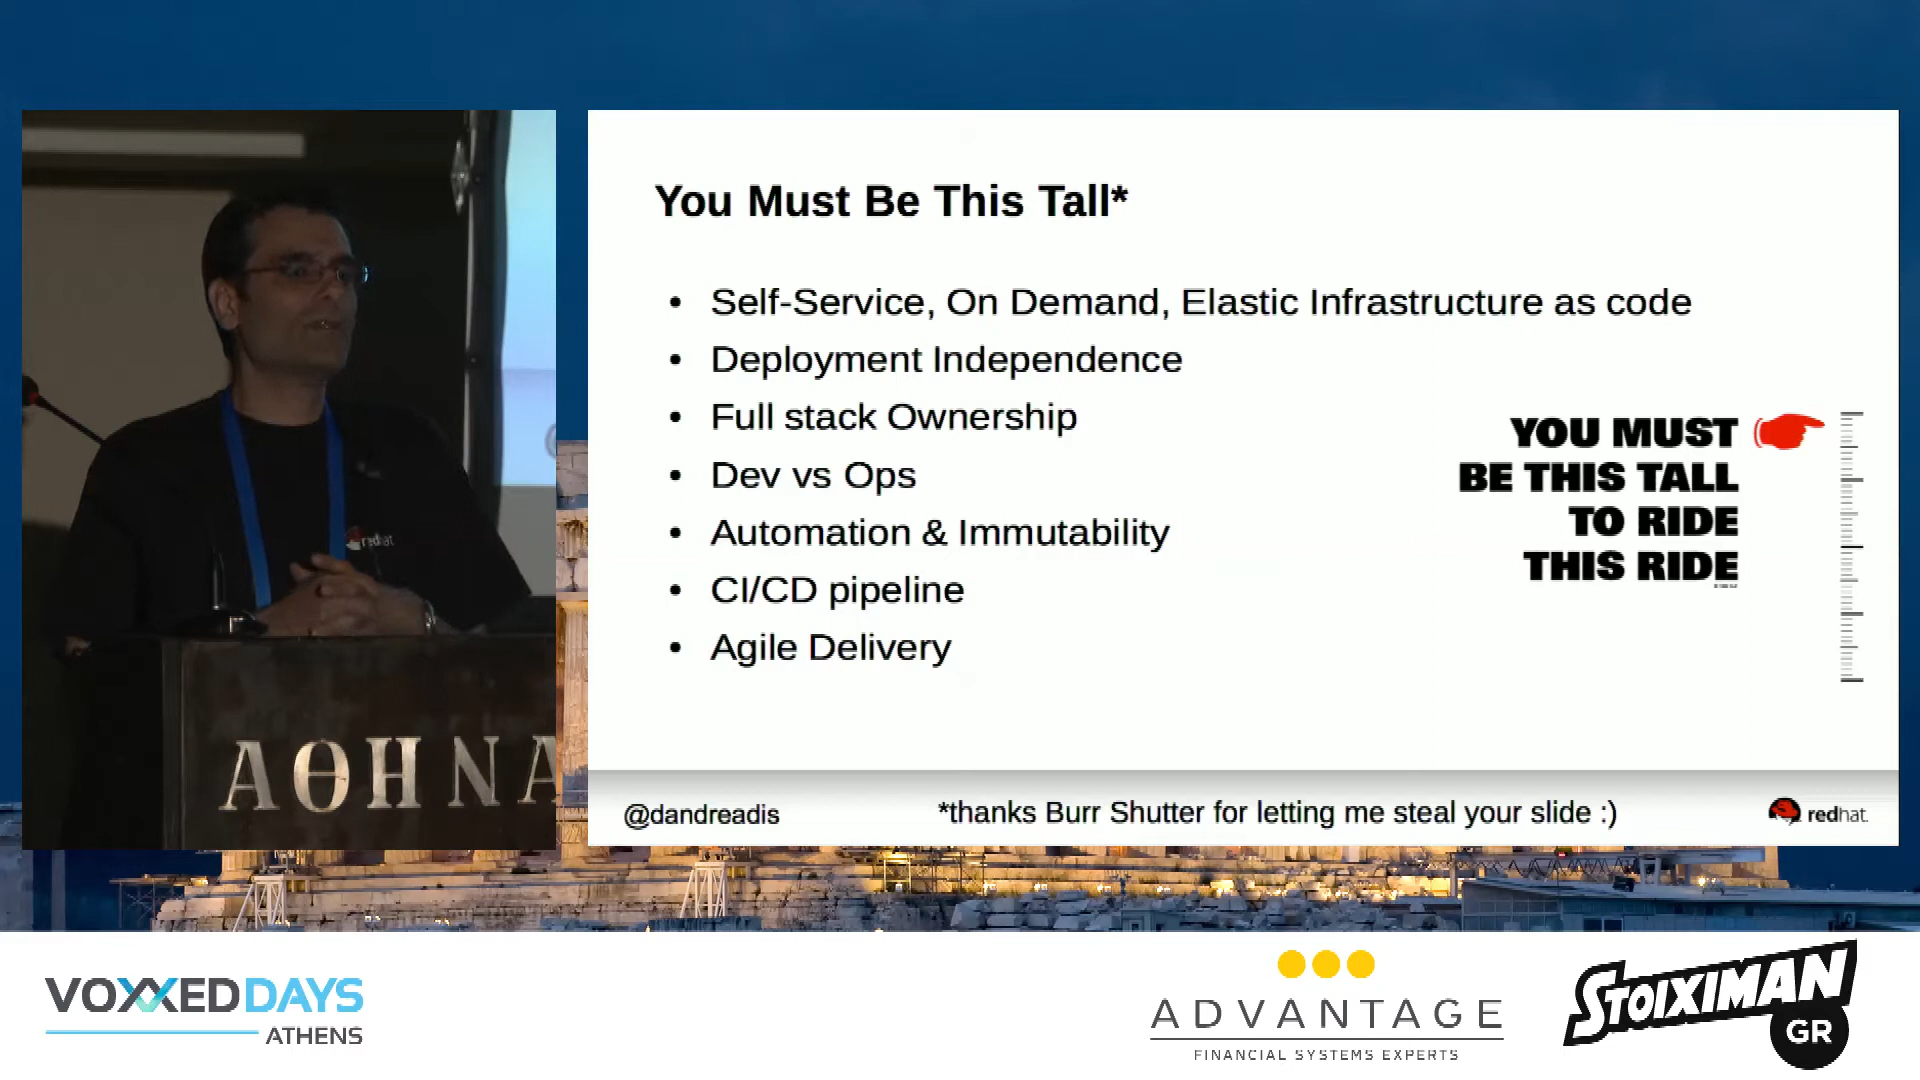 You Must Be This Tall*
• Self-Service, On Demand, Elastic Infrastructure as code
• Deployment Independence
• Full stack Ownership
• Dev vs Ops
• Automation & Immutability
• CI/CD pipeline
• Agile Delivery
YOU MUST
BE THIS TALL
TO RIDE
THIS RIDE
@dandreadis
*thanks Burr Shutter for letting me steal your slide :)
redhat.
redhat
ΑΘΗΝΑ
VOXXEDDAYS
ATHENS
ADVANTAGE
FINANCIAL SYSTEMS EXPERTS
STOIXIMAN
GR